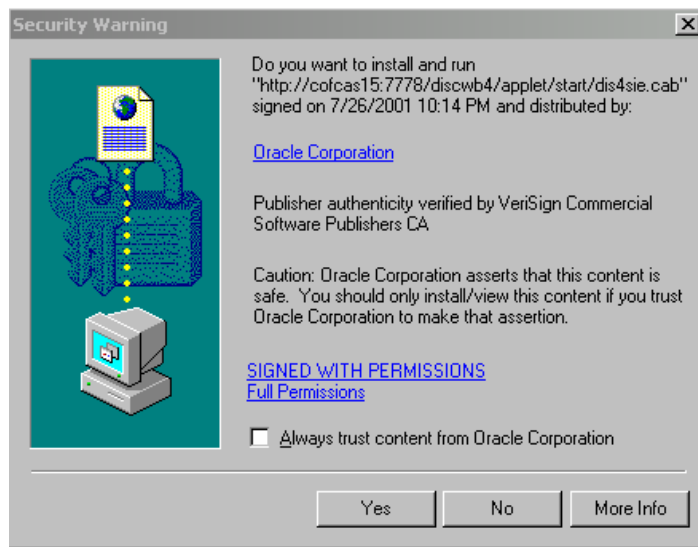 Security Warning
Do you want to install and run
"http://cofcas15:7778/discwb4/applet/start/dis4sie.cab"
signed on 7/26/2001 10:14 PM and distributed by:
Oracle Corporation
Publisher authenticity verified by VeriSign Commercial
Software Publishers CA
Caution: Oracle Corporation asserts that this content is
safe.  You should only install/view this content if you trust
Oracle Corporation to make that assertion.
SIGNED WITH PERMISSIONS
Full Permissions
Always trust content from Oracle Corporation
Yes No More Info